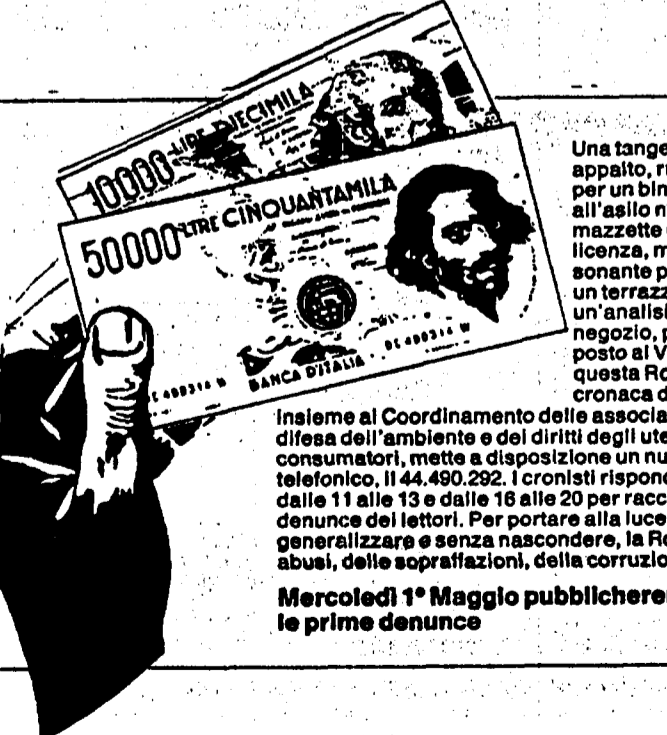 10000 LIRE DIECIMILA
50000 LIRE CINQUANTAMILA
BANCA D'ITALIA
Una tange
appalto, r
per un bi
all'asilo n
mazzette
licenza, m
sonante p
un terrazz
un'analisi
negozio, p
posto al V
questa Ro
cronaca d
Insieme al Coordinamento delle associa
difesa dell'ambiente e dei diritti degli ute
consumatori, mette a disposizione un nu
telefonico, il 44.490.292. I cronisti rispond
dalle 11 alle 13 e dalle 16 alle 20 per racc
denunce dei lettori. Per portare alla luce
generalizzare e senza nascondere, la Ro
abusi, delle sopraffazioni, della corruzio
Mercoledì 1° Maggio pubblichere
le prime denunce